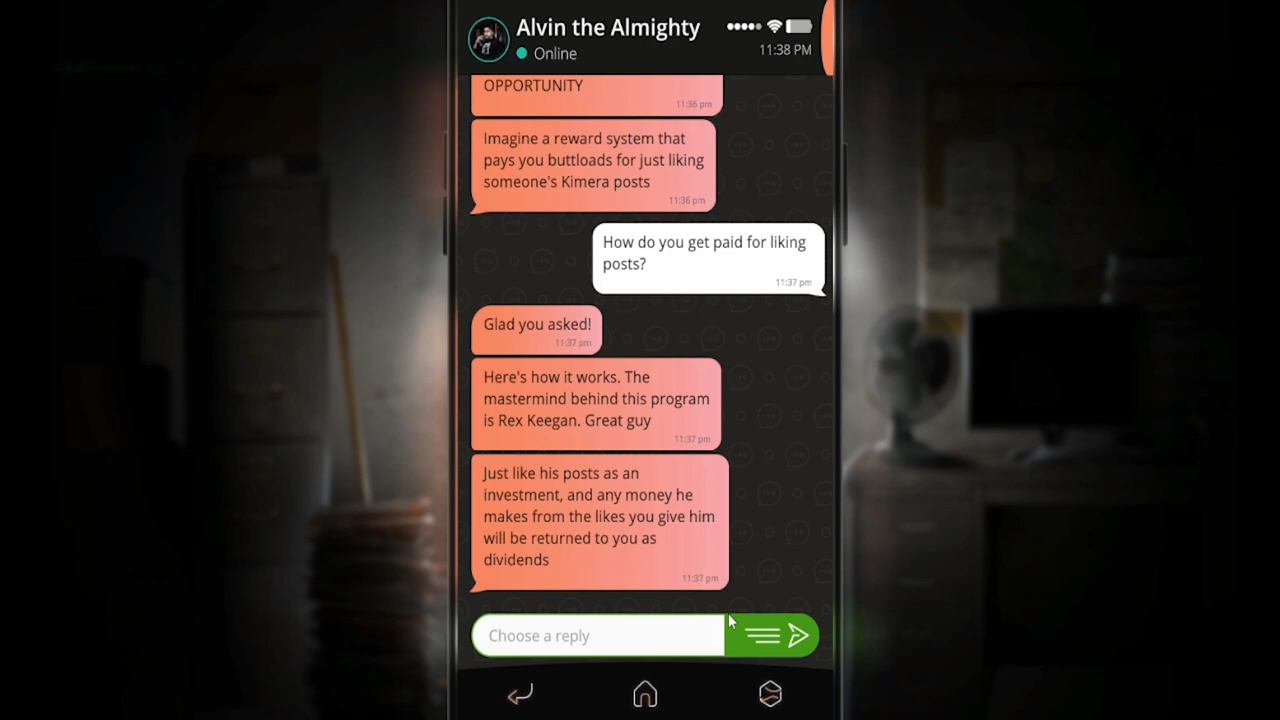 Alvin the Almighty
Online
11:38 PM
OPPORTUNITY
11:36 pm
Imagine a reward system that
pays you buttloads for just liking
someone's Kimera posts
11:36 pm
How do you get paid for liking
posts?
11:37 pm
Glad you asked!
11:37 pm
Here's how it works. The
mastermind behind this program
is Rex Keegan. Great guy
11:37 pm
Just like his posts as an
investment, and any money he
makes from the likes you give him
will be returned to you as
dividends
11:37 pm
Choose a reply